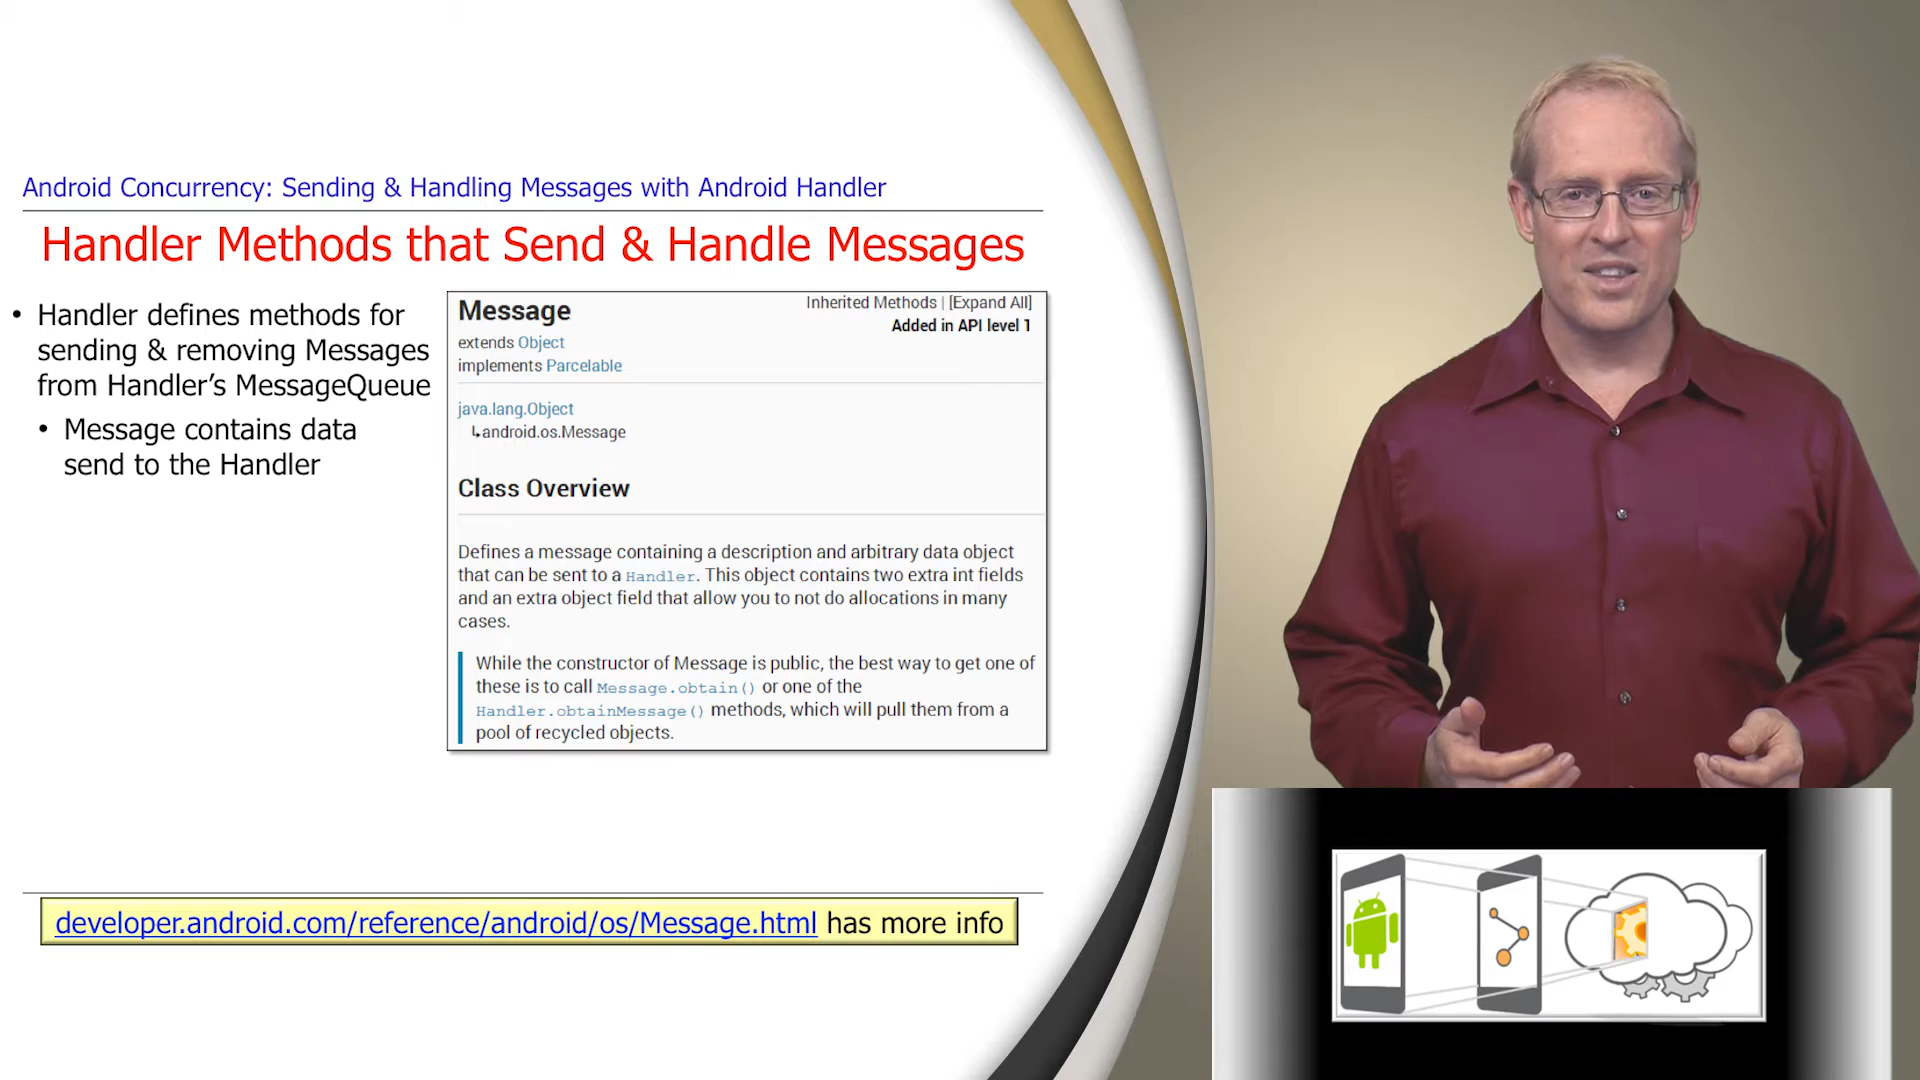 Android Concurrency: Sending & Handling Messages with Android Handler
Handler Methods that Send & Handle Messages
• Handler defines methods for
sending & removing Messages
from Handler's MessageQueue
• Message contains data
send to the Handler
Message
Inherited Methods | [Expand All]
Added in API level 1
extends Object
implements Parcelable
java.lang.Object
↳android.os.Message
Class Overview
Defines a message containing a description and arbitrary data object
that can be sent to a Handler. This object contains two extra int fields
and an extra object field that allow you to not do allocations in many
cases.
While the constructor of Message is public, the best way to get one of
these is to call Message.obtain() or one of the
Handler.obtainMessage() methods, which will pull them from a
pool of recycled objects.
developer.android.com/reference/android/os/Message.html has more info